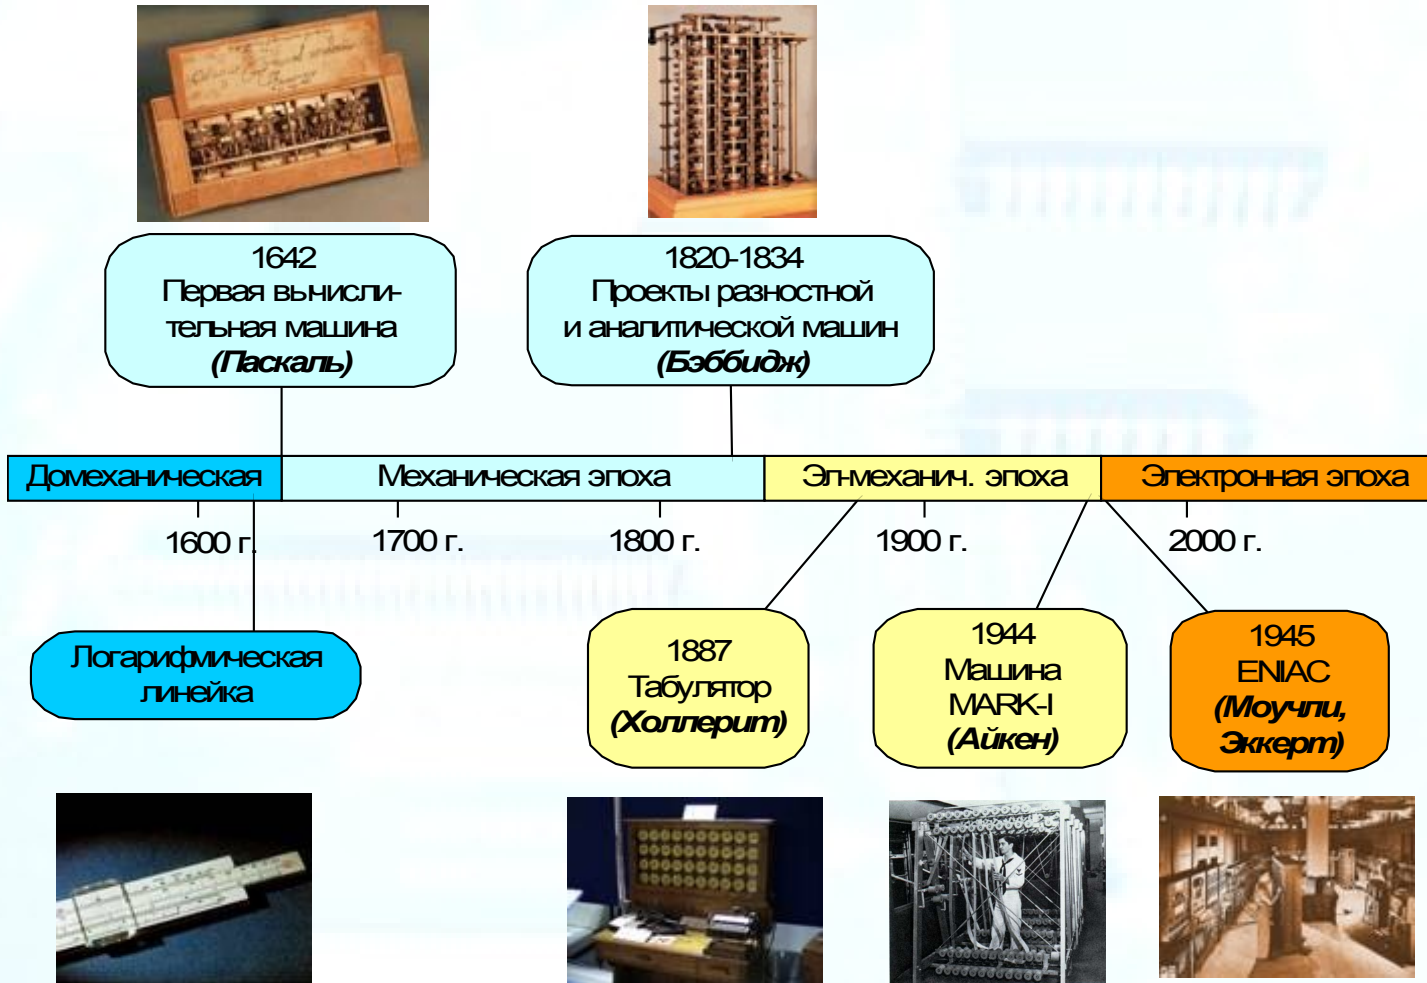 1642
Первая вычисли-
тельная машина
(Паскаль)
1820-1834
Проекты разностной
и аналитической машин
(Бэббидж)
Домеханическая
Механическая эпоха
Эл-механич. эпоха
Электронная эпоха
1600 г.
1700 г.
1800 г.
1900 г.
2000 г.
Логарифмическая
линейка
1887
Табулятор
(Холлерит)
1944
Машина
MARK-I
(Айкен)
1945
ENIAC
(Моучли,
Эккерт)